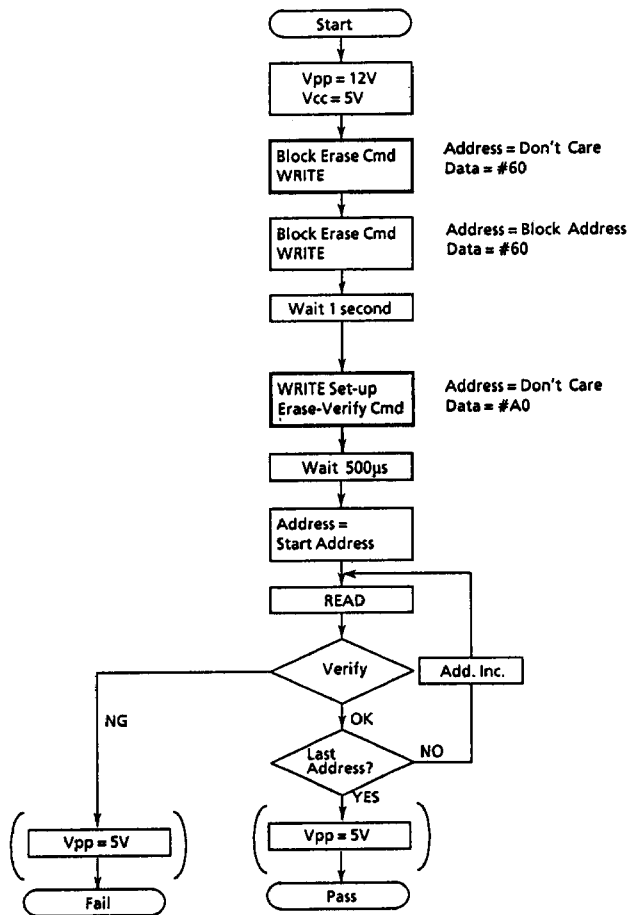 Start
Vpp = 12V
Vcc = 5V
Block Erase Cmd
WRITE
Address = Don't Care
Data = #60
Block Erase Cmd
WRITE
Address = Block Address
Data = #60
Wait 1 second
WRITE Set-up
Erase-Verify Cmd
Address = Don't Care
Data = #A0
Wait 500µs
Address =
Start Address
READ
Verify
Add. Inc.
NG
OK
Last
Address?
NO
YES
Vpp = 5V
Vpp = 5V
Fail
Pass